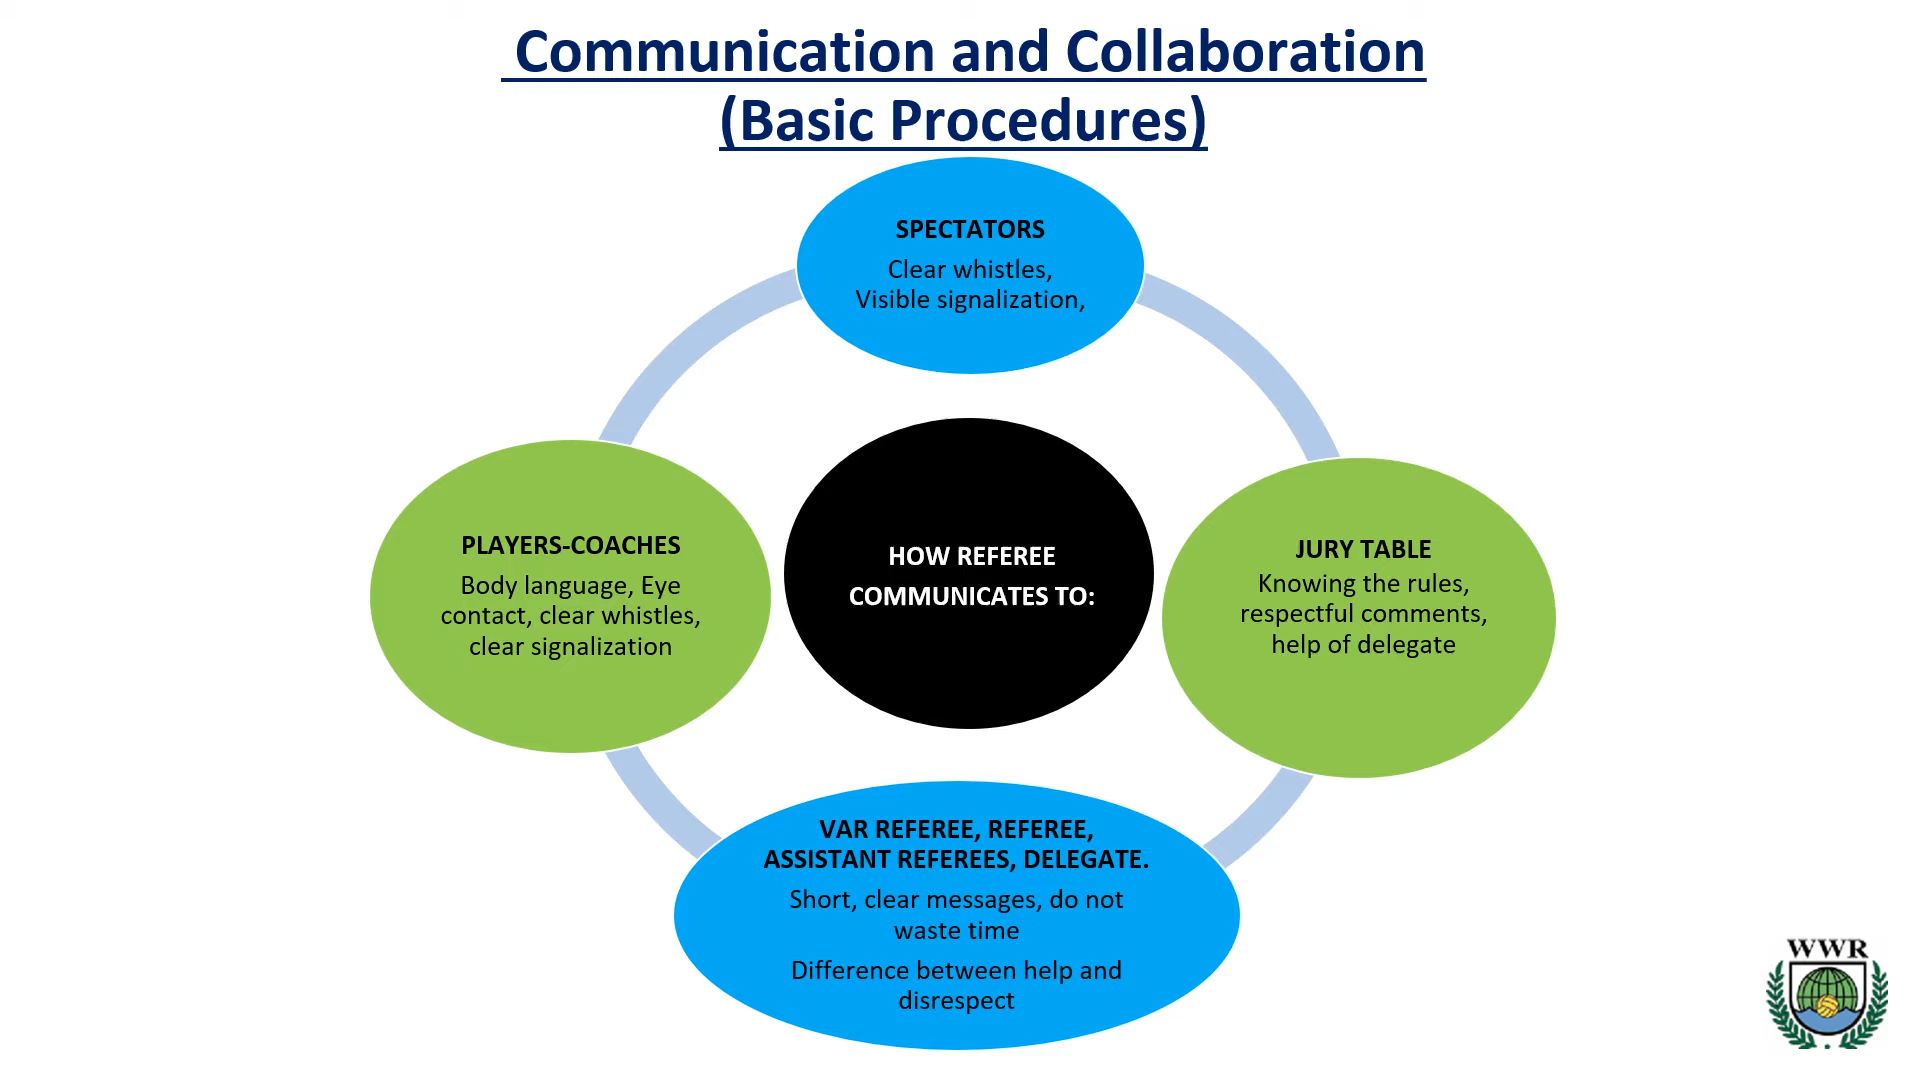 Communication and Collaboration
(Basic Procedures)
SPECTATORS
Clear whistles,
Visible signalization,
PLAYERS-COACHES
Body language, Eye
contact, clear whistles,
clear signalization
HOW REFEREE
COMMUNICATES TO:
JURY TABLE
Knowing the rules,
respectful comments,
help of delegate
VAR REFEREE, REFEREE,
ASSISTANT REFEREES, DELEGATE.
Short, clear messages, do not
waste time
Difference between help and
disrespect
WWR